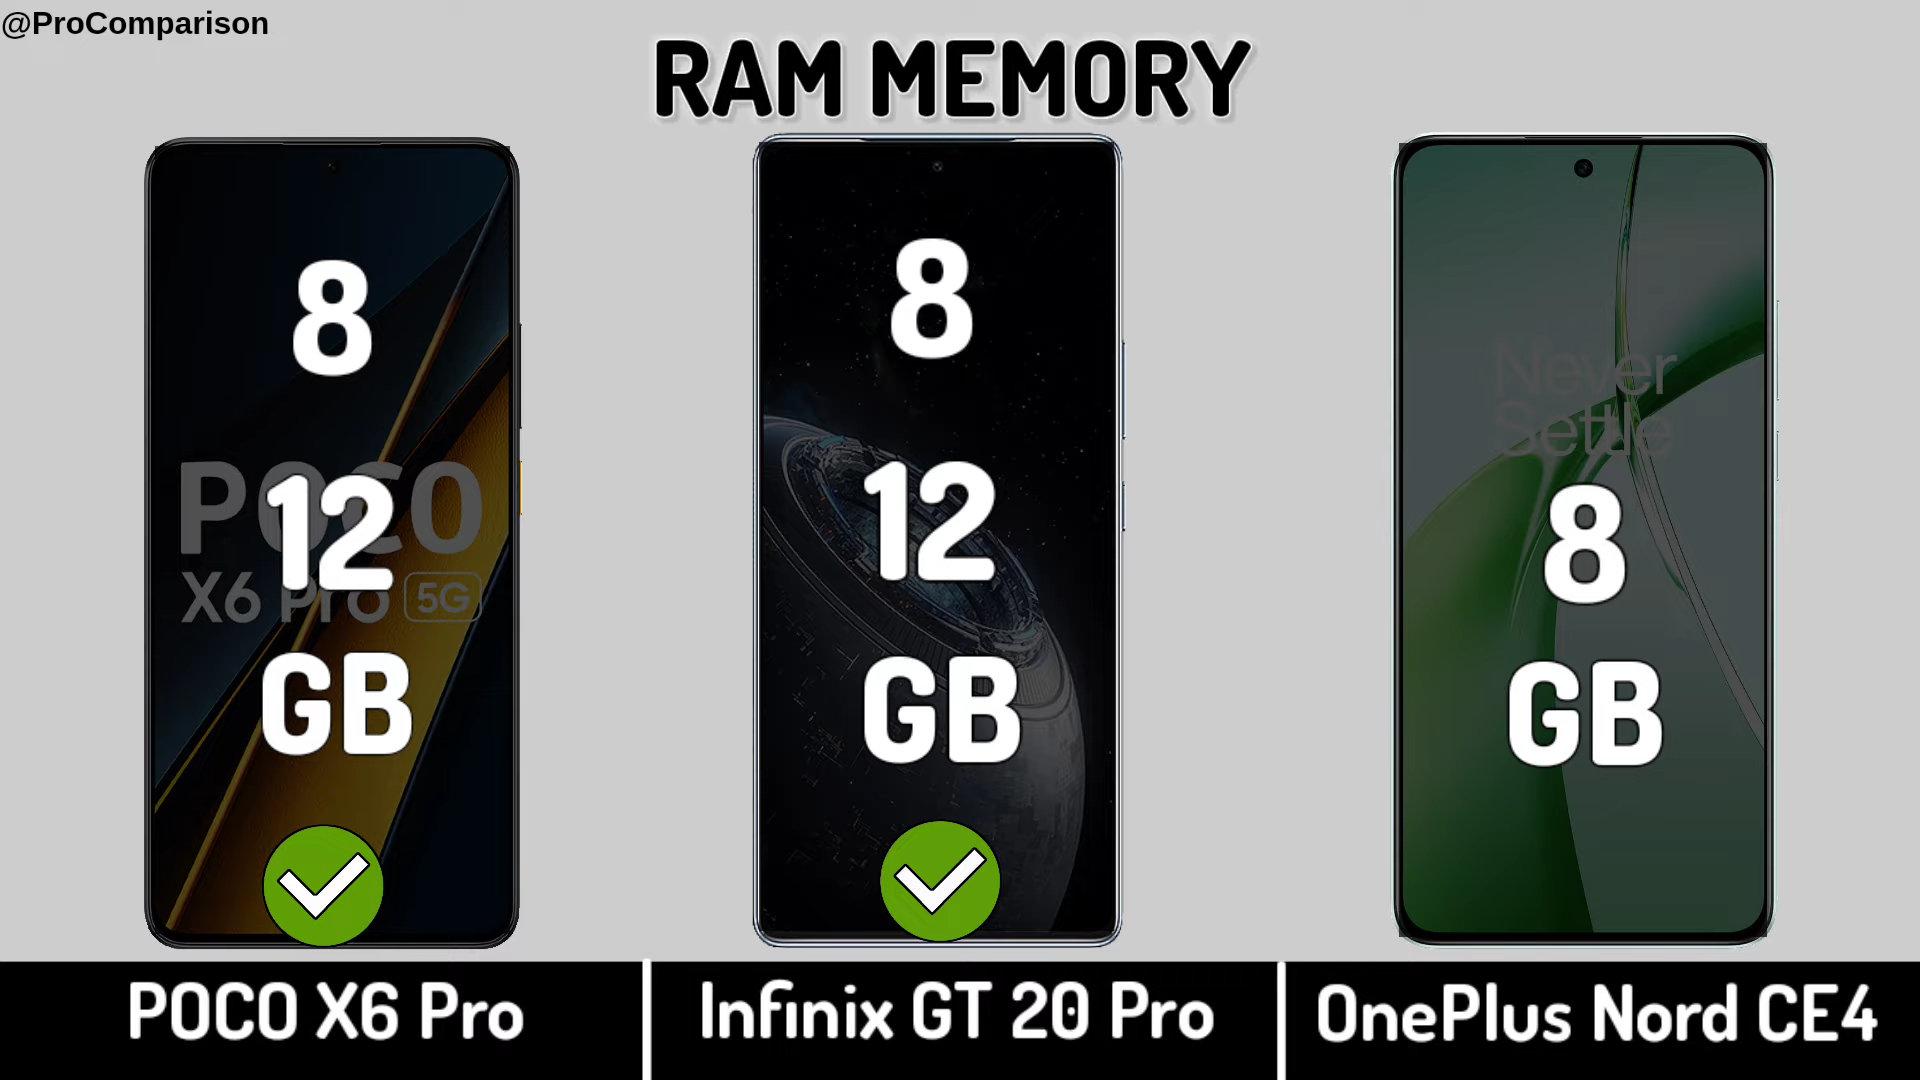 @ProComparison
RAM MEMORY
8
12
GB
POCO
X6 Pro 5G
8
12
GB
Never
Settle
8
GB
POCO X6 Pro
Infinix GT 20 Pro
OnePlus Nord CE4